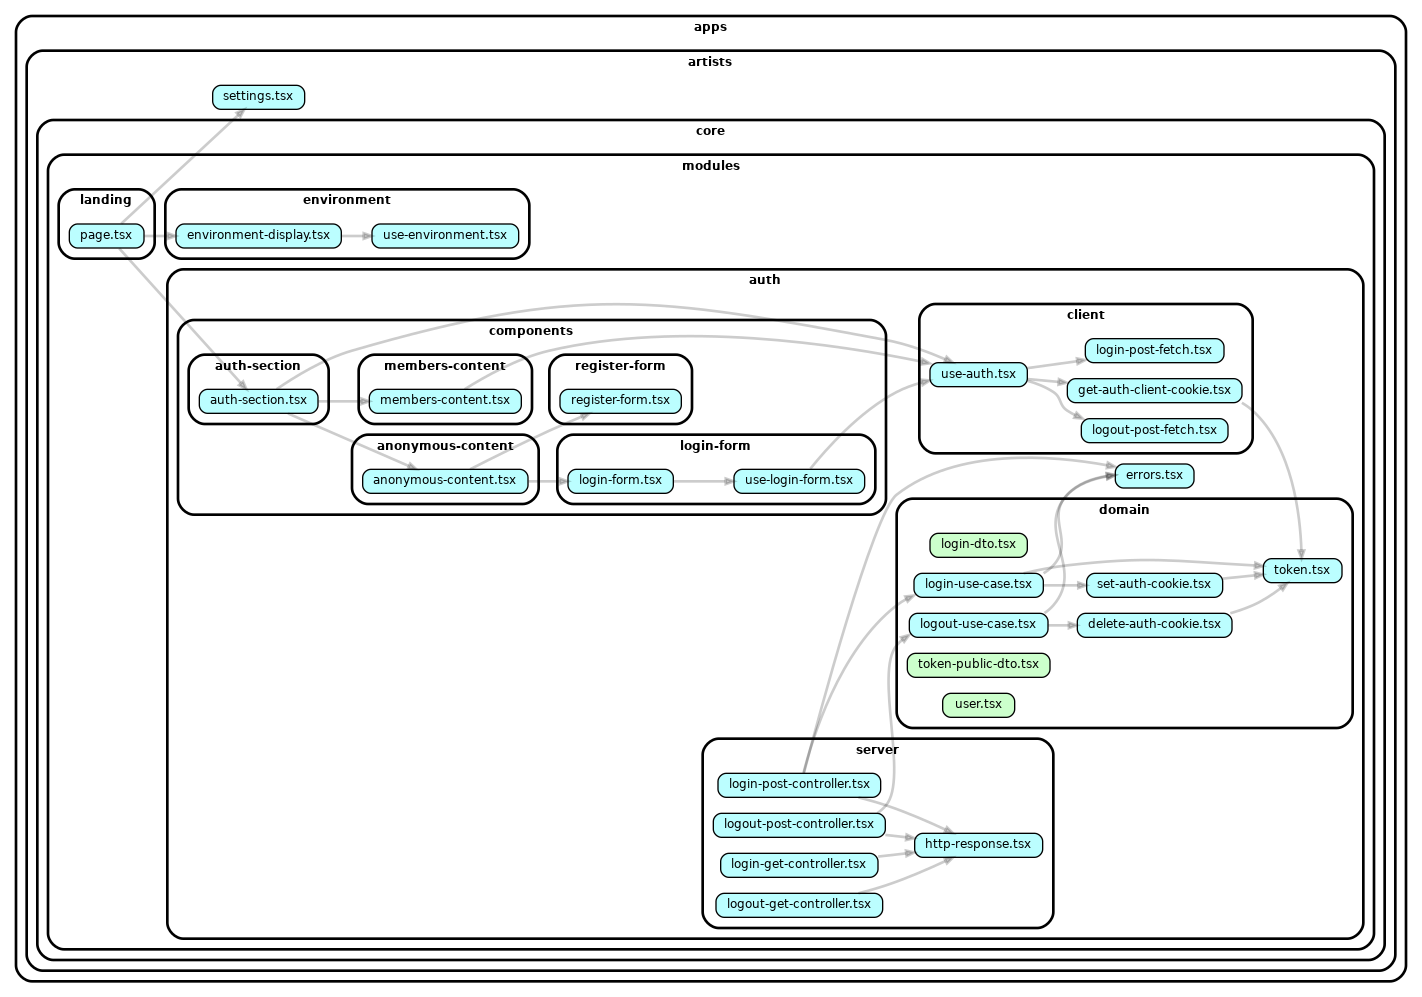 apps
artists
settings.tsx
core
modules
landing
page.tsx
environment
environment-display.tsx
use-environment.tsx
auth
components
auth-section
auth-section.tsx
members-content
members-content.tsx
register-form
register-form.tsx
anonymous-content
anonymous-content.tsx
login-form
login-form.tsx
use-login-form.tsx
client
use-auth.tsx
login-post-fetch.tsx
get-auth-client-cookie.tsx
logout-post-fetch.tsx
errors.tsx
domain
login-dto.tsx
login-use-case.tsx
set-auth-cookie.tsx
token.tsx
logout-use-case.tsx
delete-auth-cookie.tsx
token-public-dto.tsx
user.tsx
server
login-post-controller.tsx
logout-post-controller.tsx
http-response.tsx
login-get-controller.tsx
logout-get-controller.tsx